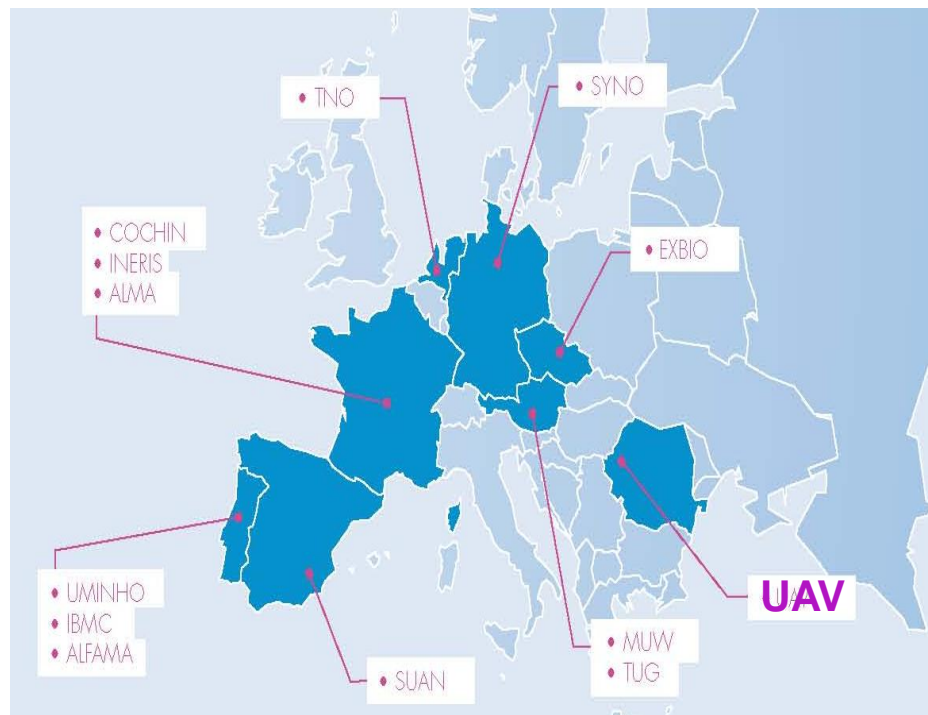 • TNO
• SYNO
• COCHIN
• INERIS
• ALMA
• EXBIO
• UMINHO
• IBMC
• ALFAMA
• SUAN
UAV
• MUW
• TUG